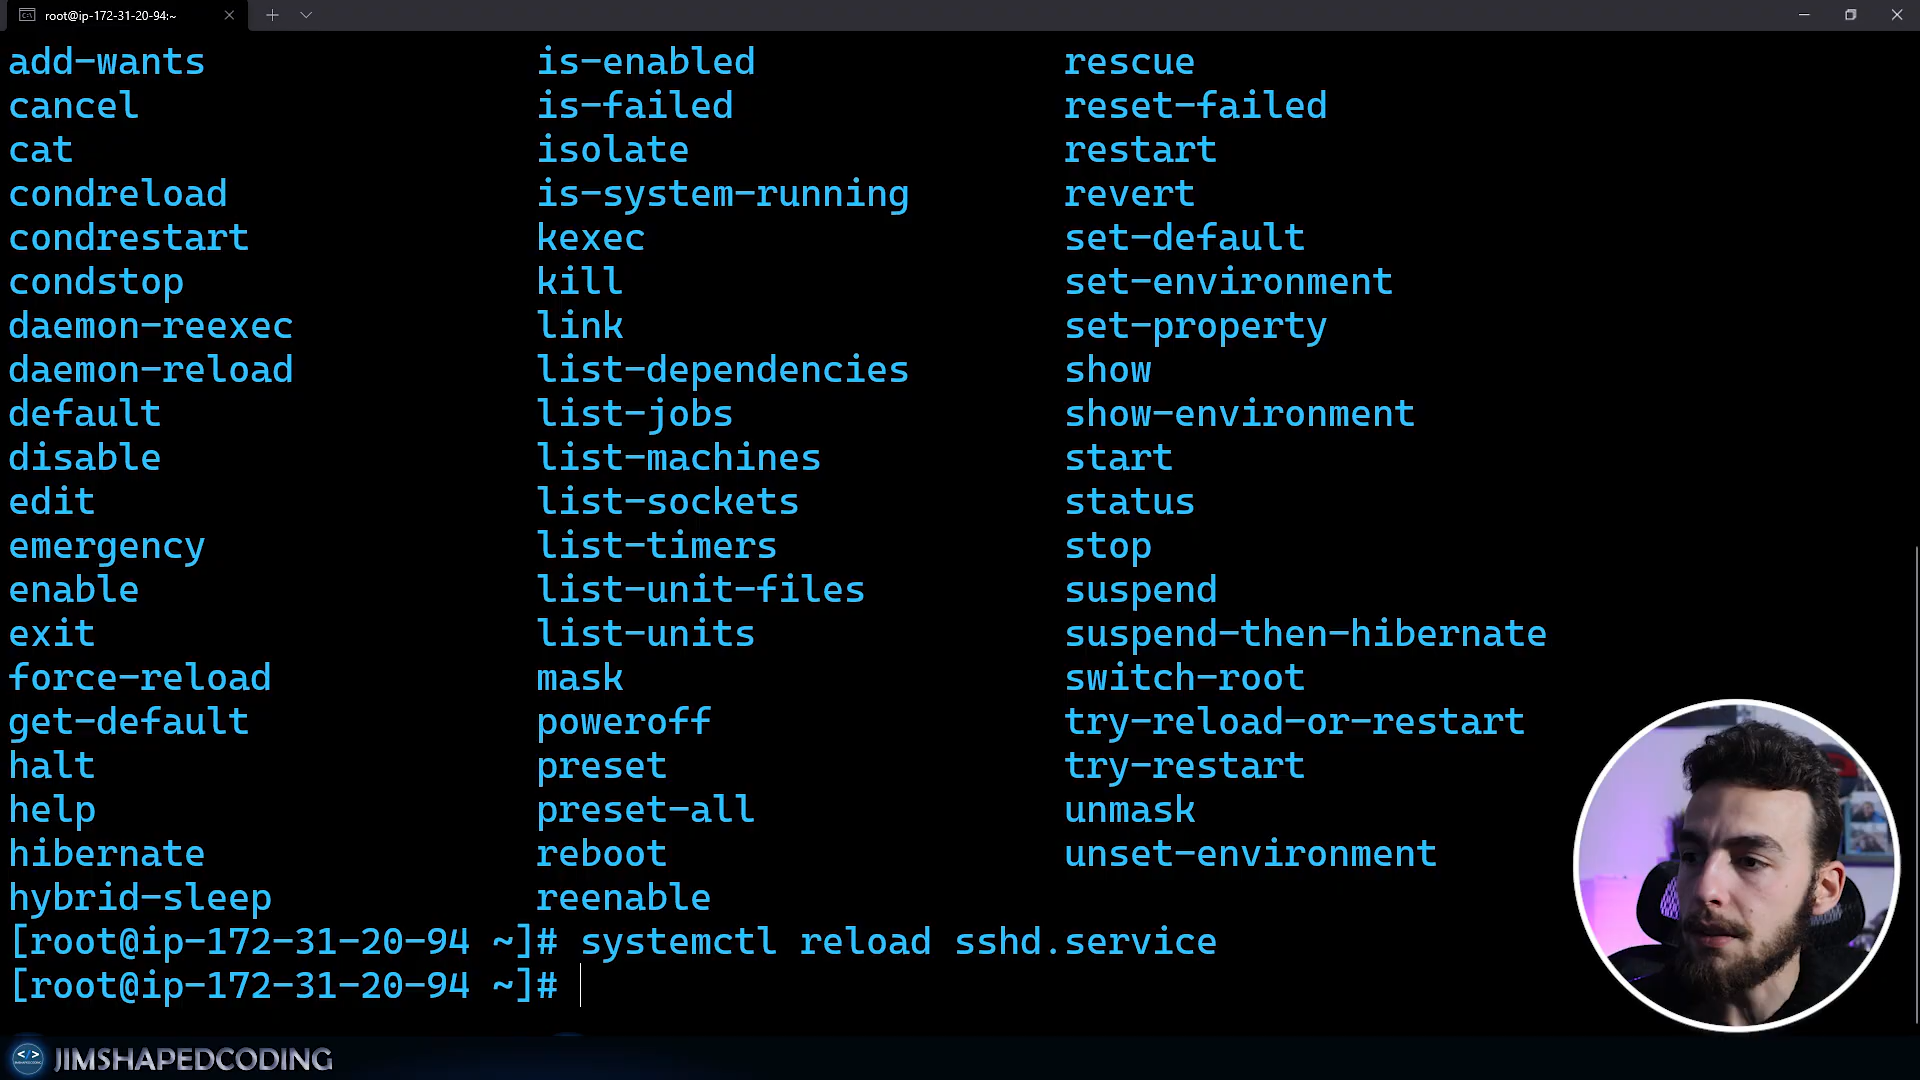 root@ip-172-31-20-94:~
add-wants is-enabled rescue
cancel is-failed reset-failed
cat isolate restart
condreload is-system-running revert
condrestart kexec set-default
condstop kill set-environment
daemon-reexec link set-property
daemon-reload list-dependencies show
default list-jobs show-environment
disable list-machines start
edit list-sockets status
emergency list-timers stop
enable list-unit-files suspend
exit list-units suspend-then-hibernate
force-reload mask switch-root
get-default poweroff try-reload-or-restart
halt preset try-restart
help preset-all unmask
hibernate reboot unset-environment
hybrid-sleep reenable
[root@ip-172-31-20-94 ~]# systemctl reload sshd.service
[root@ip-172-31-20-94 ~]#
</> JIMSHAPEDCODING